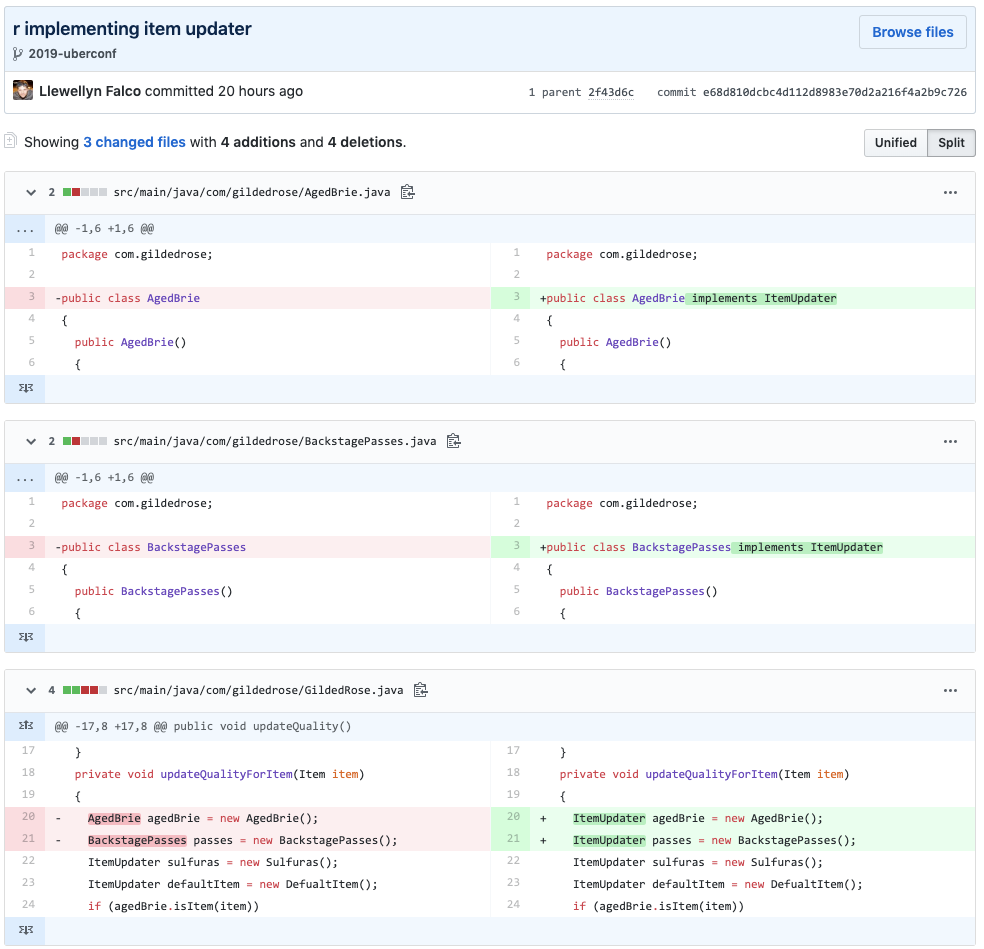 r implementing item updater
Browse files
2019-uberconf
Llewellyn Falco committed 20 hours ago
1 parent 2f43d6c commit e68d810dcbc4d112d8983e70d2a216f4a2b9c726
Showing 3 changed files with 4 additions and 4 deletions.
Unified Split
2 src/main/java/com/gildedrose/AgedBrie.java ...
... @@ -1,6 +1,6 @@
1 package com.gildedrose; 1 package com.gildedrose;
2 2
3 -public class AgedBrie 3 +public class AgedBrie implements ItemUpdater
4 { 4 {
5 public AgedBrie() 5 public AgedBrie()
6 { 6 {
2 src/main/java/com/gildedrose/BackstagePasses.java ...
... @@ -1,6 +1,6 @@
1 package com.gildedrose; 1 package com.gildedrose;
2 2
3 -public class BackstagePasses 3 +public class BackstagePasses implements ItemUpdater
4 { 4 {
5 public BackstagePasses() 5 public BackstagePasses()
6 { 6 {
4 src/main/java/com/gildedrose/GildedRose.java ...
@@ -17,8 +17,8 @@ public void updateQuality()
17 } 17 }
18 private void updateQualityForItem(Item item) 18 private void updateQualityForItem(Item item)
19 { 19 {
20 - AgedBrie agedBrie = new AgedBrie(); 20 + ItemUpdater agedBrie = new AgedBrie();
21 - BackstagePasses passes = new BackstagePasses(); 21 + ItemUpdater passes = new BackstagePasses();
22 ItemUpdater sulfuras = new Sulfuras(); 22 ItemUpdater sulfuras = new Sulfuras();
23 ItemUpdater defaultItem = new DefualtItem(); 23 ItemUpdater defaultItem = new DefualtItem();
24 if (agedBrie.isItem(item)) 24 if (agedBrie.isItem(item))